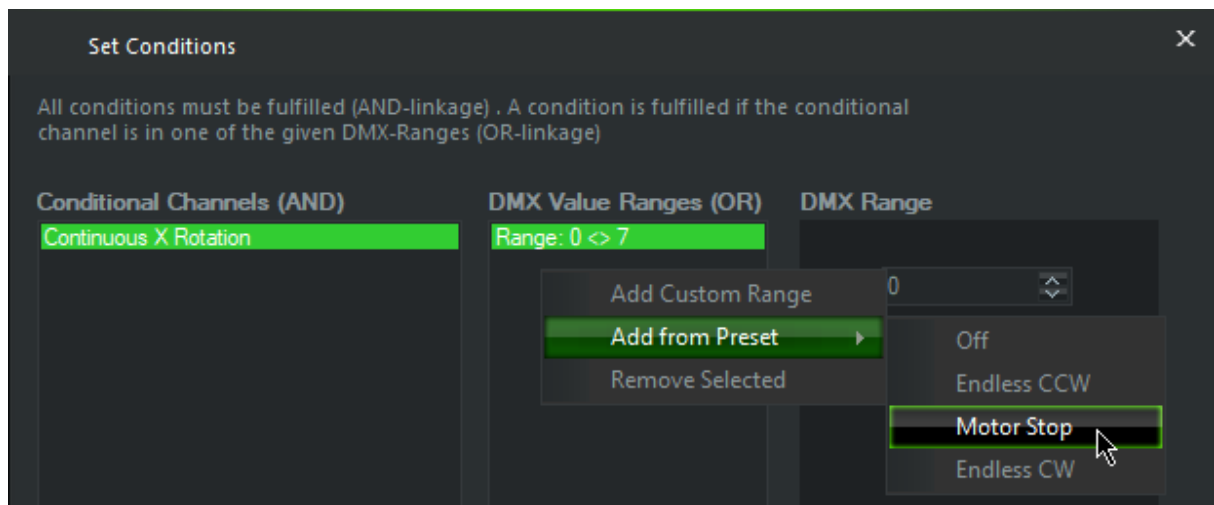 Set Conditions
All conditions must be fulfilled (AND-linkage) . A condition is fulfilled if the conditional
channel is in one of the given DMX-Ranges (OR-linkage)
Conditional Channels (AND)
DMX Value Ranges (OR)
DMX Range
Continuous X Rotation
Range: 0 <> 7
Add Custom Range
0
Add from Preset
Remove Selected
Off
Endless CCW
Motor Stop
Endless CW